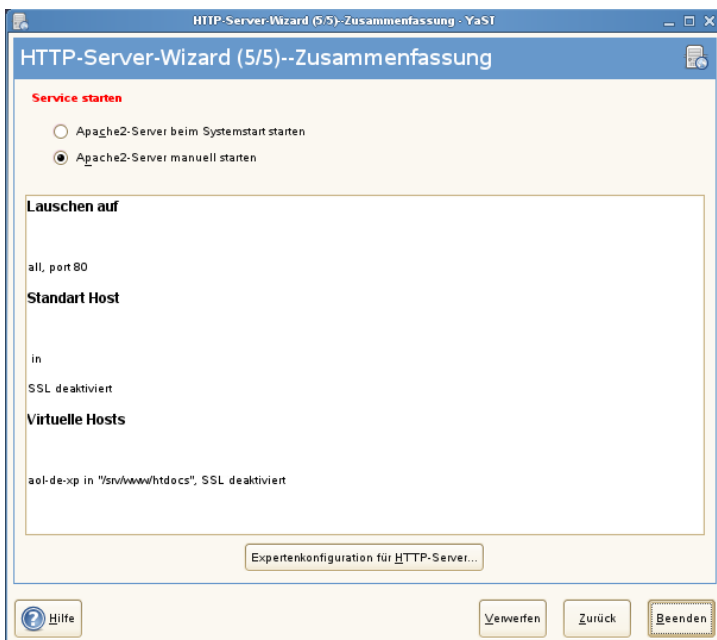 HTTP-Server-Wizard (5/5)--Zusammenfassung - YaST
HTTP-Server-Wizard (5/5)--Zusammenfassung
Service starten
Apache2-Server beim Systemstart starten
Apache2-Server manuell starten
Lauschen auf
all, port 80
Standart Host
in
SSL deaktiviert
Virtuelle Hosts
aol-de-xp in "/srv/www/htdocs", SSL deaktiviert
Expertenkonfiguration für HTTP-Server...
Hilfe
Verwerfen
Zurück
Beenden